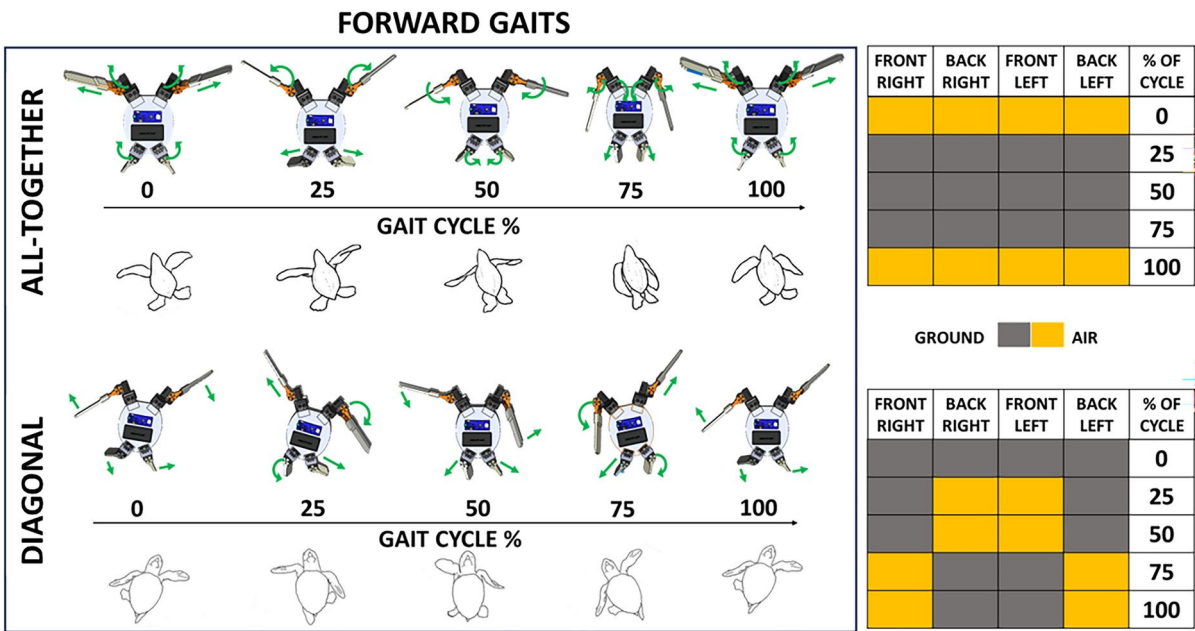 FORWARD GAITS
ALL-TOGETHER
0 25 50 75 100
GAIT CYCLE %
DIAGONAL
0 25 50 75 100
GAIT CYCLE %
FRONT RIGHT BACK RIGHT FRONT LEFT BACK LEFT % OF CYCLE
0
25
50
75
100
GROUND AIR
FRONT RIGHT BACK RIGHT FRONT LEFT BACK LEFT % OF CYCLE
0
25
50
75
100